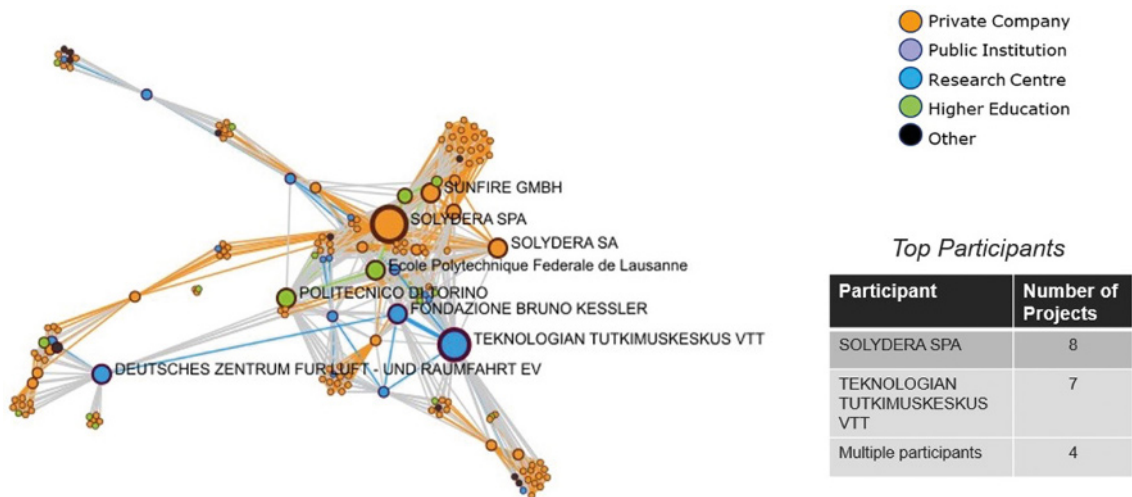 Private Company
Public Institution
Research Centre
Higher Education
Other
SUNFIRE GMBH
SOLYDERA SPA
SOLYDERA SA
Ecole Polytechnique Federale de Lausanne
POLITECNICO DI TORINO
FONDAZIONE BRUNO KESSLER
TEKNOLOGIAN TUTKIMUSKESKUS VTT
DEUTSCHES ZENTRUM FUR LUFT - UND RAUMFAHRT EV
Top Participants
Participant Number of
Projects
SOLYDERA SPA 8
TEKNOLOGIAN 7
TUTKIMUSKESKUS
VTT
Multiple participants 4